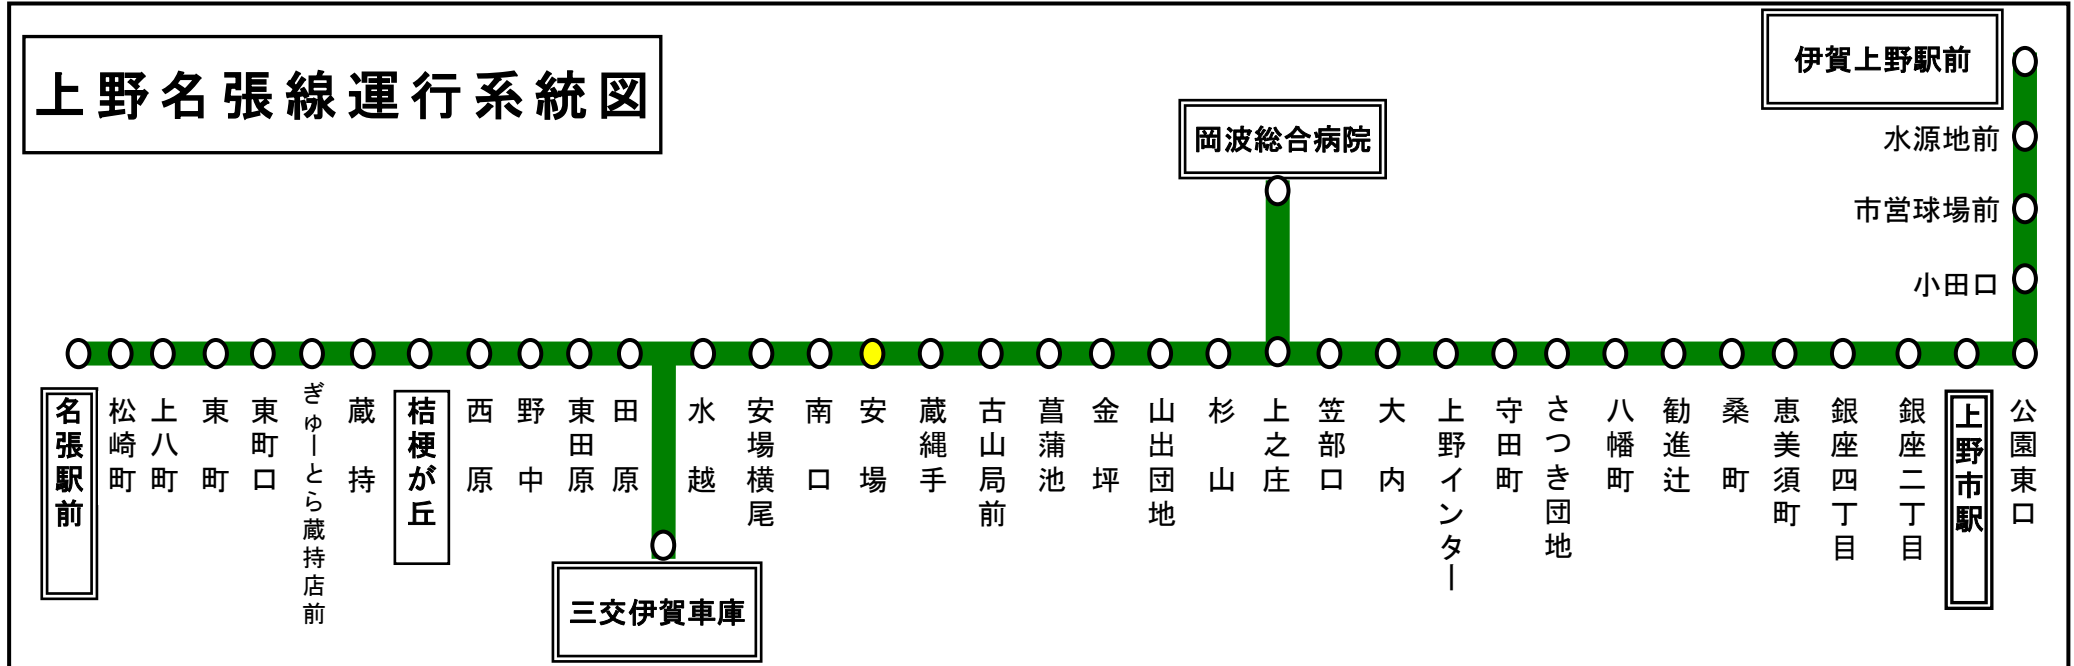 上野名張線運行系統図
伊賀上野駅前
岡波総合病院
水源地前
市営球場前
小田口
名張駅前
松崎町
上八町
東町
東町口
ぎゅーとら蔵持店前
蔵持
桔梗が丘
西原
野中
東田原
田原
水越
安場横尾
南口
安場
蔵縄手
古山局前
菖蒲池
金坪
山出団地
杉山
上之庄
笠部口
大内
上野インター
守田町
さつき団地
八幡町
勧進辻
桑町
恵美須町
銀座四丁目
銀座二丁目
上野市駅
公園東口
三交伊賀車庫